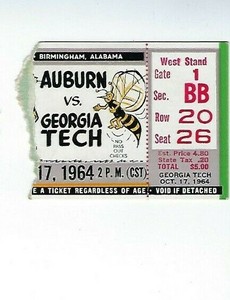 BIRMINGHAM, ALABAMA
AUBURN
VS.
GEORGIA
TECH
NO
PASS OUT
CHECKS
17, 1964 2 P. M. (CST)
E A TICKET REGARDLESS OF AGE
West Stand
Gate 1
Sec. BB
Row 20
Seat 26
Est. Price 4.80
State Tax .20
TOTAL $5.00
GEORGIA TECH
OCT. 17, 1964
VOID IF DETACHED